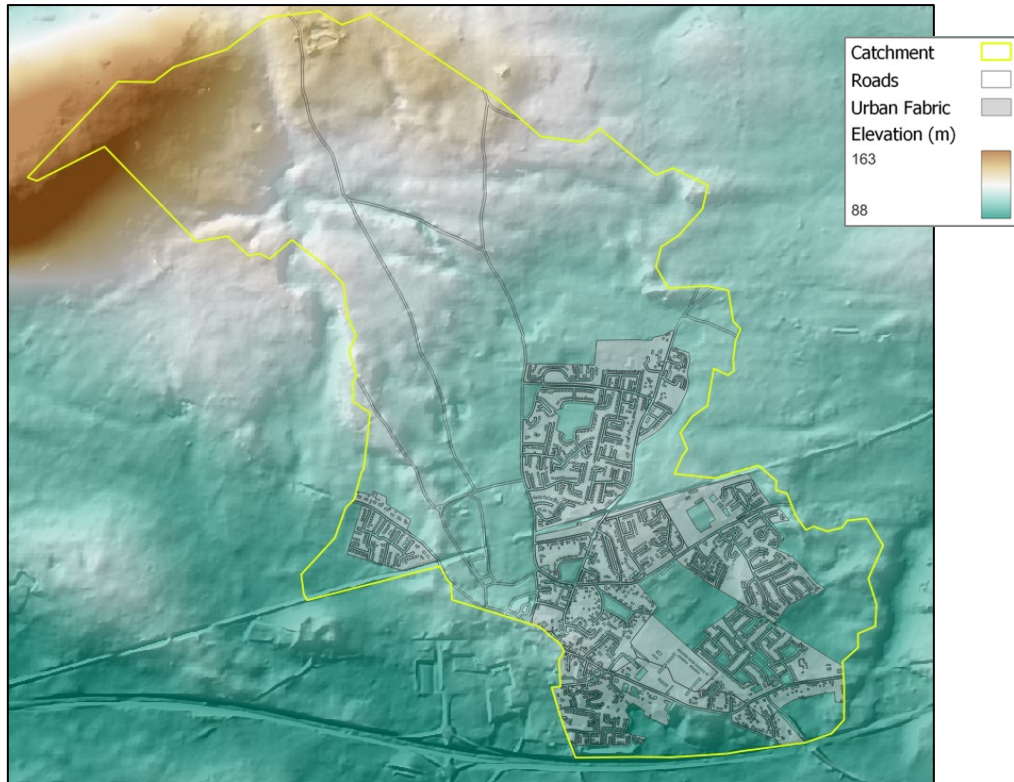 Catchment
Roads
Urban Fabric
Elevation (m)
163
88